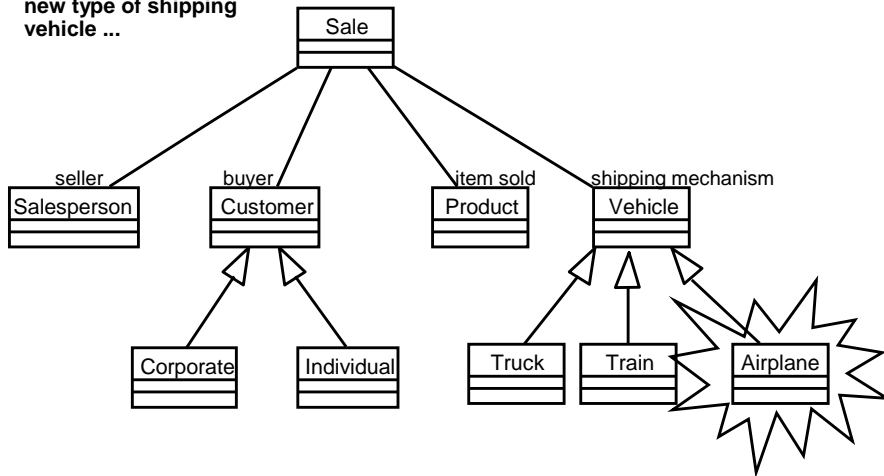 new type of shipping
vehicle ...
Sale
seller
buyer
item sold
shipping mechanism
Salesperson
Customer
Product
Vehicle
Corporate
Individual
Truck
Train
Airplane